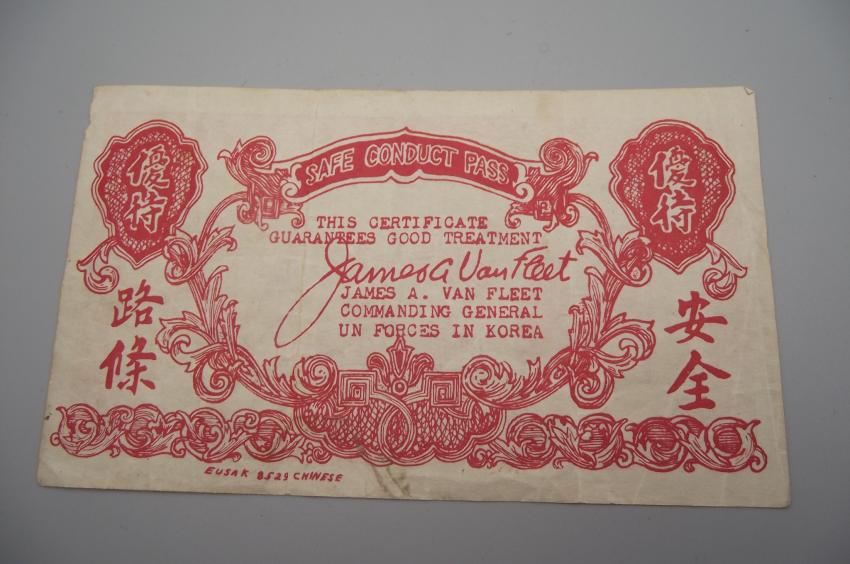 優待
優待
SAFE CONDUCT PASS
THIS CERTIFICATE
GUARANTEES GOOD TREATMENT
James A Van Fleet
JAMES A. VAN FLEET
COMMANDING GENERAL
UN FORCES IN KOREA
安全
路條
EUSAK 8529 CHINESE